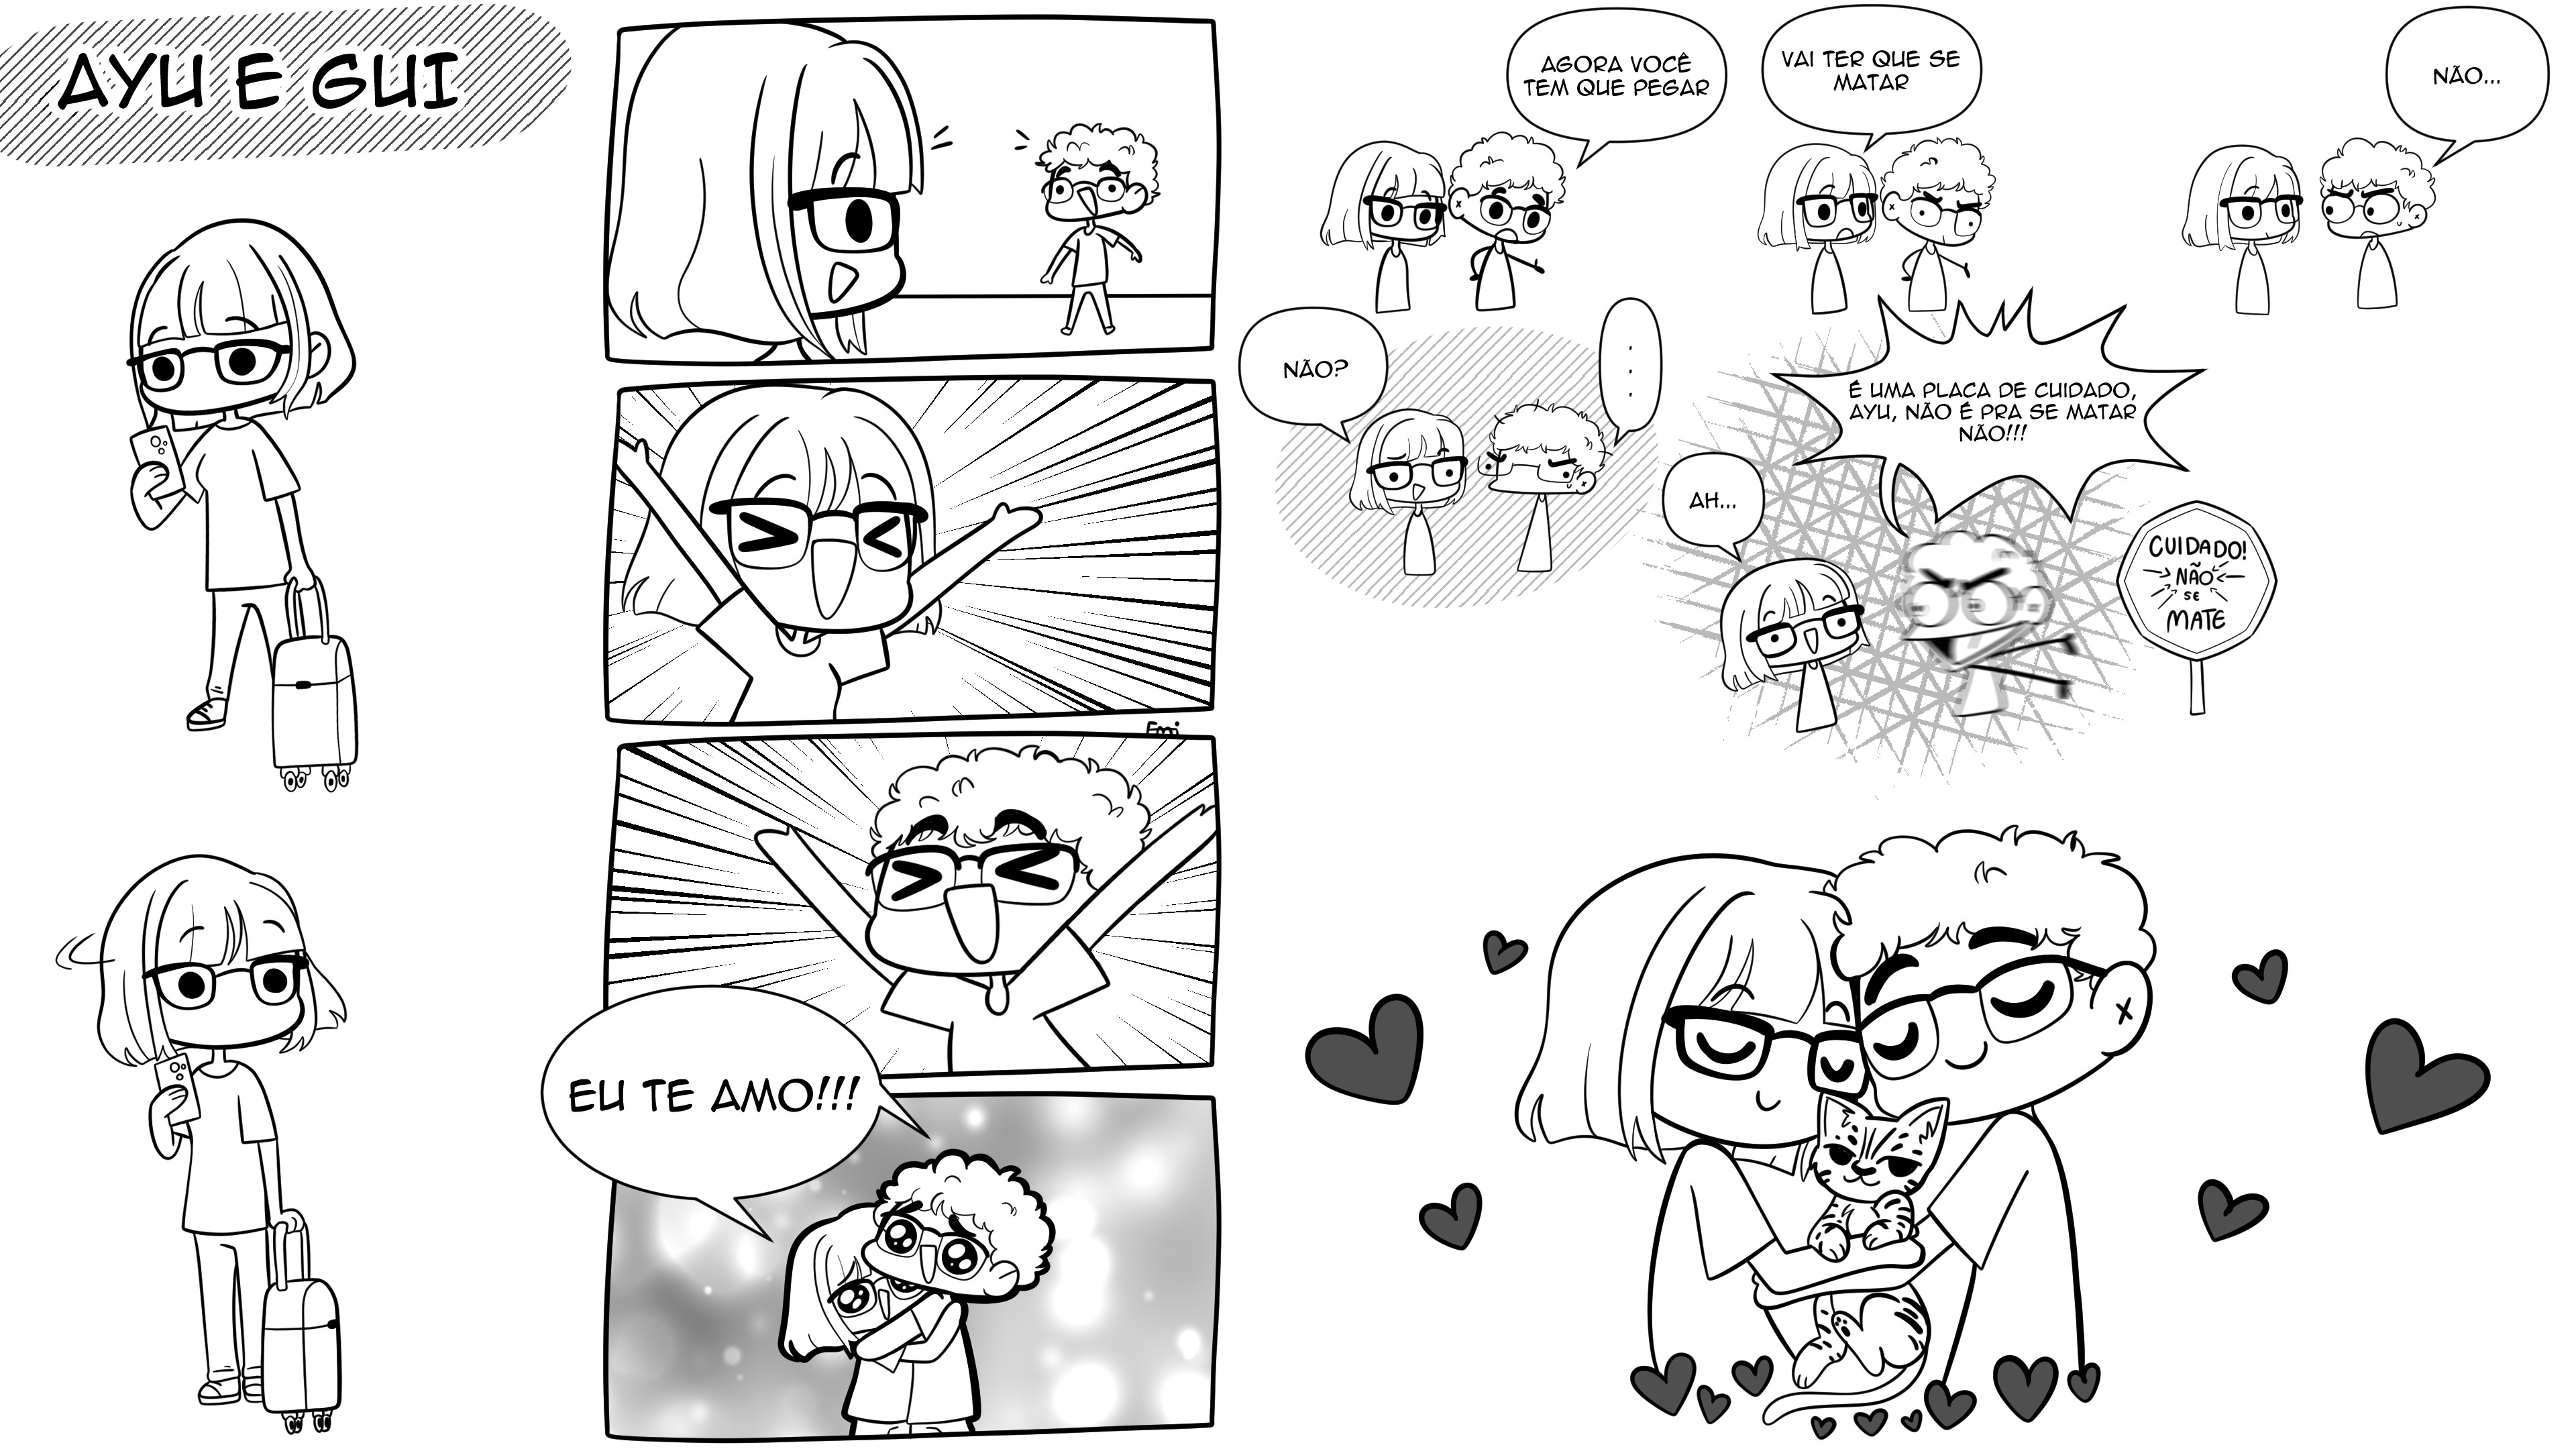 AYU E GUI
AGORA VOCÊ
TEM QUE PEGAR
VAI TER QUE SE
MATAR
NÃO...
NÃO?
...
É UMA PLACA DE CUIDADO,
AYU, NÃO É PRA SE MATAR
NÃO!!!
AH...
CUIDADO!
NÃO
SE
MATE
Emi
EU TE AMO!!!